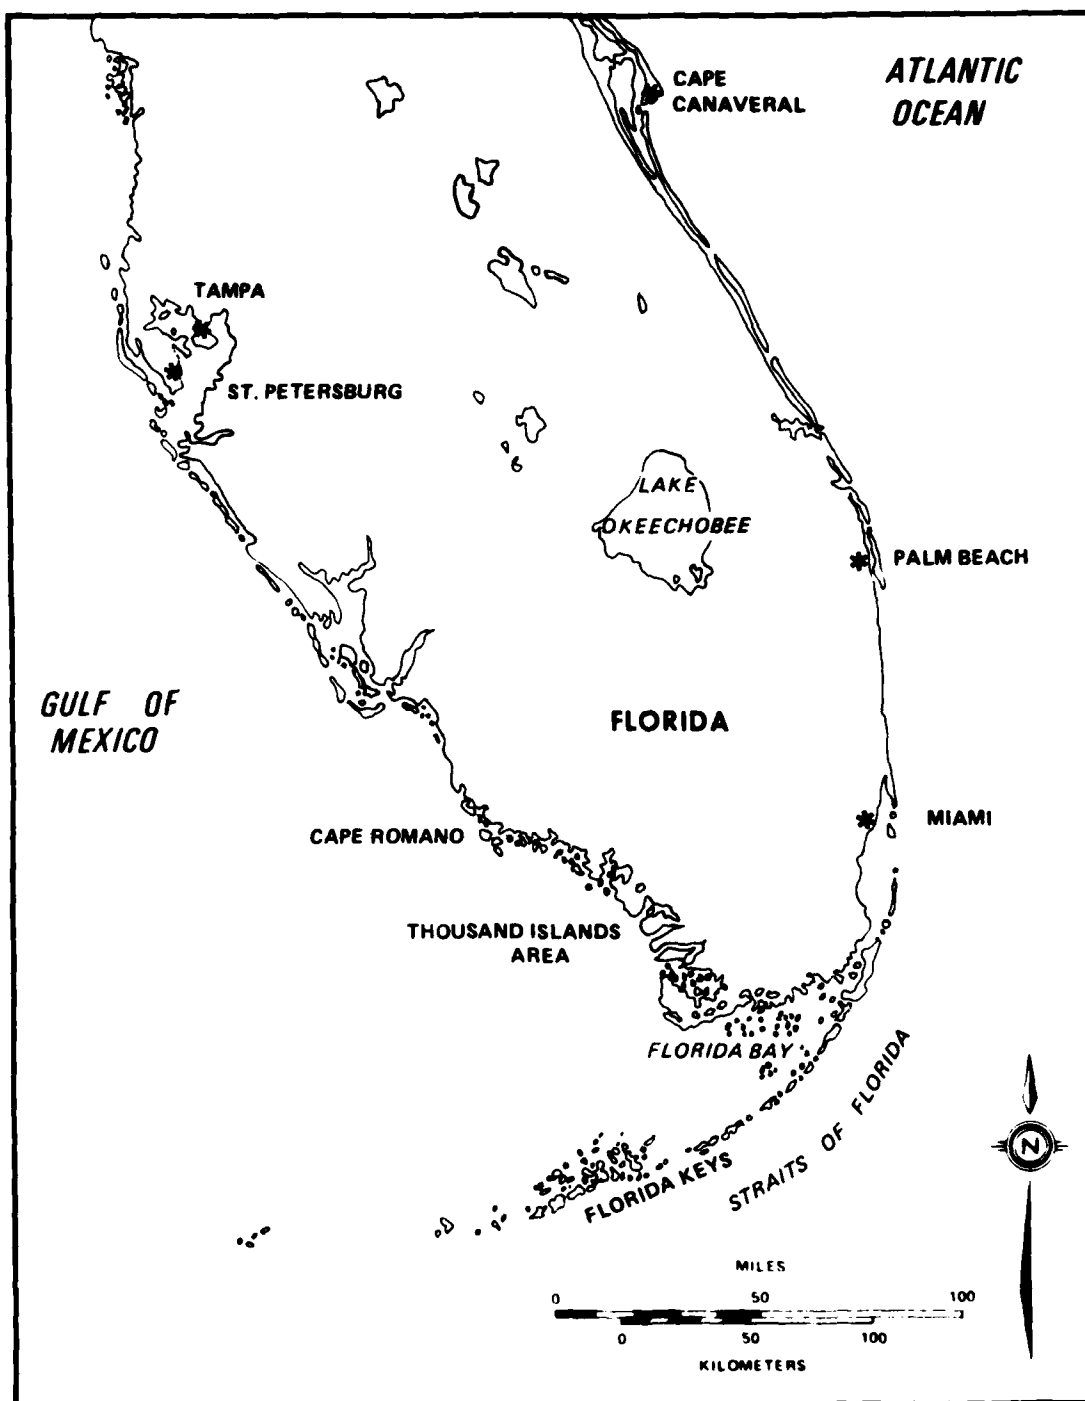 ATLANTIC
OCEAN
CAPE
CANAVERAL
TAMPA
ST. PETERSBURG
LAKE
OKEECHOBEE
PALM BEACH
GULF OF
MEXICO
FLORIDA
MIAMI
CAPE ROMANO
THOUSAND ISLANDS
AREA
FLORIDA BAY
STRAITS OF FLORIDA
FLORIDA KEYS
N
MILES
0 50 100
0 50 100
KILOMETERS